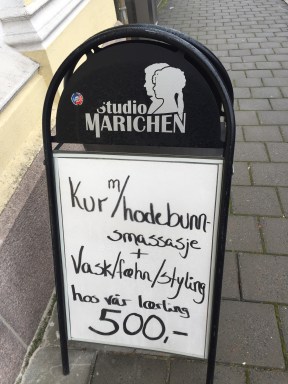 Studio
MARICHEN
Kur m/hodebunn-
smassasje
+
Vask/føhn/styling
hos vår lærling
500,-